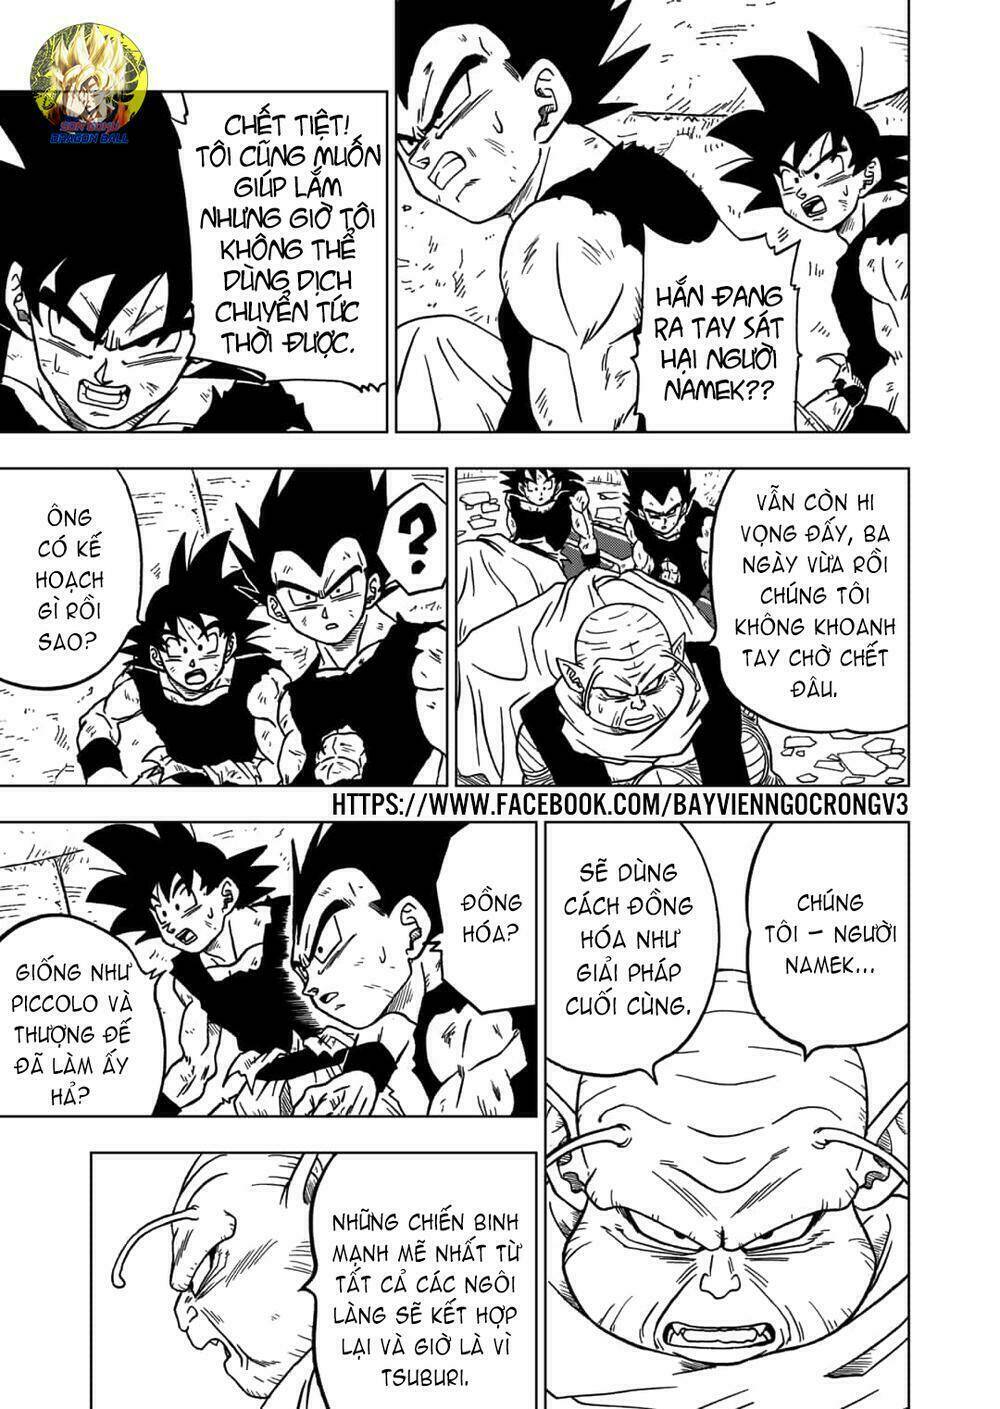 SON GOKU
DRAGON BALL
HẮN ĐANG
RA TAY SÁT
HẠI NGƯỜI
NAMEK??
CHẾT TIỆT!
TÔI CŨNG MUỐN
GIÚP LẮM
NHƯNG GIỜ TÔI
KHÔNG THỂ
DÙNG DỊCH
CHUYỂN TỨC
THỜI ĐƯỢC.
VẪN CÒN HI
VỌNG ĐẤY, BA
NGÀY VỪA RỒI
CHÚNG TÔI
KHÔNG KHOANH
TAY CHỜ CHẾT
ĐÂU.
?
ÔNG
CÓ KẾ
HOẠCH
GÌ RỒI
SAO?
HTTPS://WWW.FACEBOOK.COM/BAYVIENNGOCRONGV3
CHÚNG
TÔI – NGƯỜI
NAMEK...
SẼ DÙNG
CÁCH ĐỒNG
HÓA NHƯ
GIẢI PHÁP
CUỐI CÙNG.
ĐỒNG
HÓA?
GIỐNG NHƯ
PICCOLO VÀ
THƯỢNG ĐẾ
ĐÃ LÀM ẤY
HẢ?
NHỮNG CHIẾN BINH
MẠNH MẼ NHẤT TỪ
TẤT CẢ CÁC NGÔI
LÀNG SẼ KẾT HỢP
LẠI VÀ GIỜ LÀ VÌ
TSUBURI.